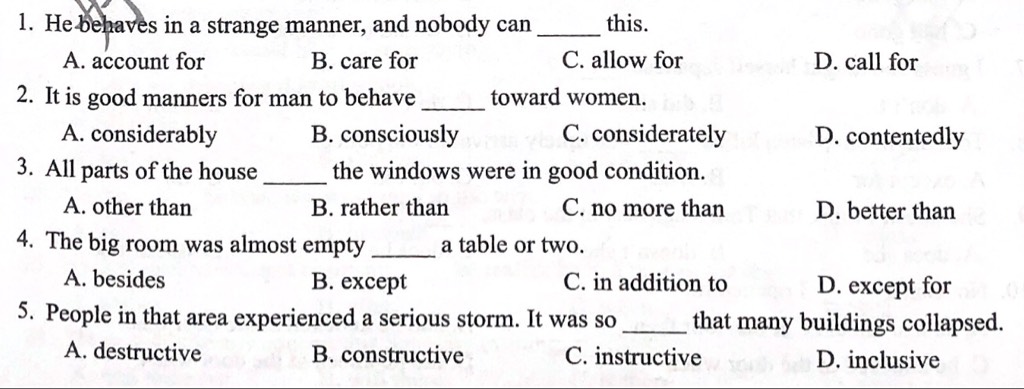 1. He behaves in a strange manner, and nobody can _____ this.
A. account for B. care for C. allow for D. call for
2. It is good manners for man to behave _____ toward women.
A. considerably B. consciously C. considerately D. contentedly
3. All parts of the house _____ the windows were in good condition.
A. other than B. rather than C. no more than D. better than
4. The big room was almost empty _____ a table or two.
A. besides B. except C. in addition to D. except for
5. People in that area experienced a serious storm. It was so _____ that many buildings collapsed.
A. destructive B. constructive C. instructive D. inclusive